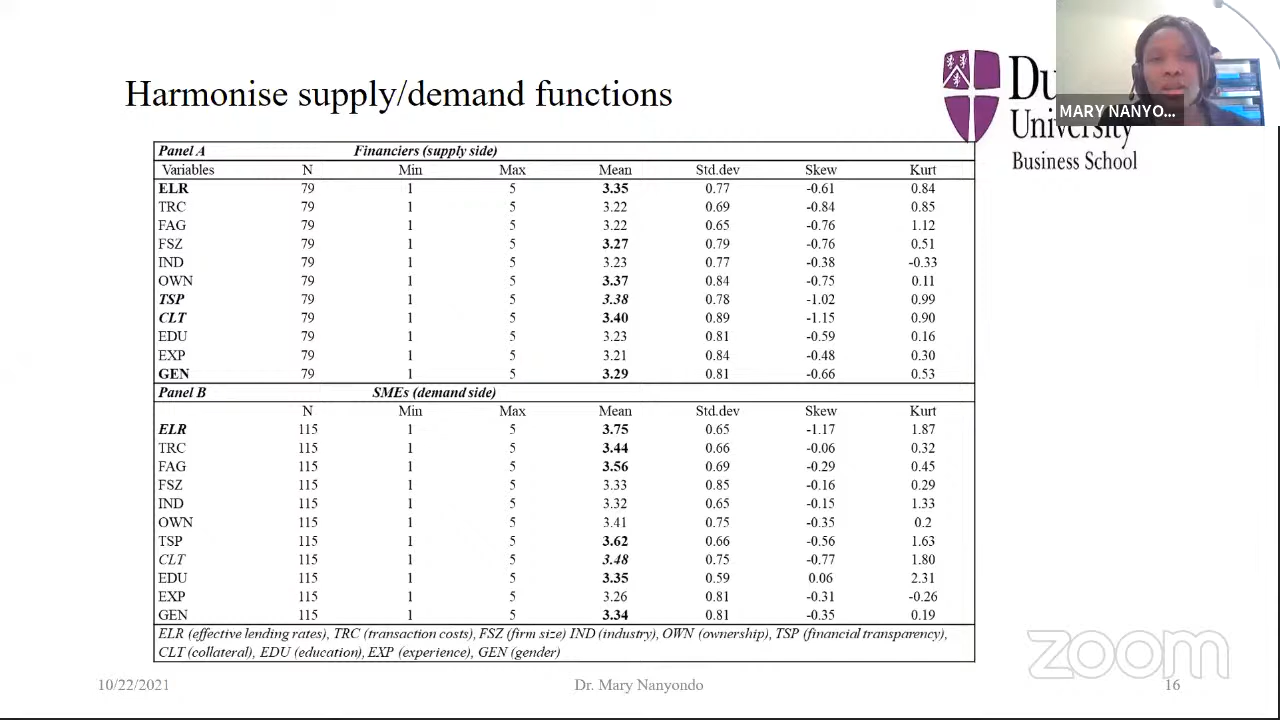 Harmonise supply/demand functions
Du
University
Business School
MARY NANYO...
Panel A Financiers (supply side)
Variables N Min Max Mean Std.dev Skew Kurt
ELR 79 1 5 3.35 0.77 -0.61 0.84
TRC 79 1 5 3.22 0.69 -0.84 0.85
FAG 79 1 5 3.22 0.65 -0.76 1.12
FSZ 79 1 5 3.27 0.79 -0.76 0.51
IND 79 1 5 3.23 0.77 -0.38 -0.33
OWN 79 1 5 3.37 0.84 -0.75 0.11
TSP 79 1 5 3.38 0.78 -1.02 0.99
CLT 79 1 5 3.40 0.89 -1.15 0.90
EDU 79 1 5 3.23 0.81 -0.59 0.16
EXP 79 1 5 3.21 0.84 -0.48 0.30
GEN 79 1 5 3.29 0.81 -0.66 0.53
Panel B SMEs (demand side)
N Min Max Mean Std.dev Skew Kurt
ELR 115 1 5 3.75 0.65 -1.17 1.87
TRC 115 1 5 3.44 0.66 -0.06 0.32
FAG 115 1 5 3.56 0.69 -0.29 0.45
FSZ 115 1 5 3.33 0.85 -0.16 0.29
IND 115 1 5 3.32 0.65 -0.15 1.33
OWN 115 1 5 3.41 0.75 -0.35 0.2
TSP 115 1 5 3.62 0.66 -0.56 1.63
CLT 115 1 5 3.48 0.75 -0.77 1.80
EDU 115 1 5 3.35 0.59 0.06 2.31
EXP 115 1 5 3.26 0.81 -0.31 -0.26
GEN 115 1 5 3.34 0.81 -0.35 0.19
ELR (effective lending rates), TRC (transaction costs), FSZ (firm size) IND (industry), OWN (ownership), TSP (financial transparency),
CLT (collateral), EDU (education), EXP (experience), GEN (gender)
zoom
10/22/2021 Dr. Mary Nanyondo 16